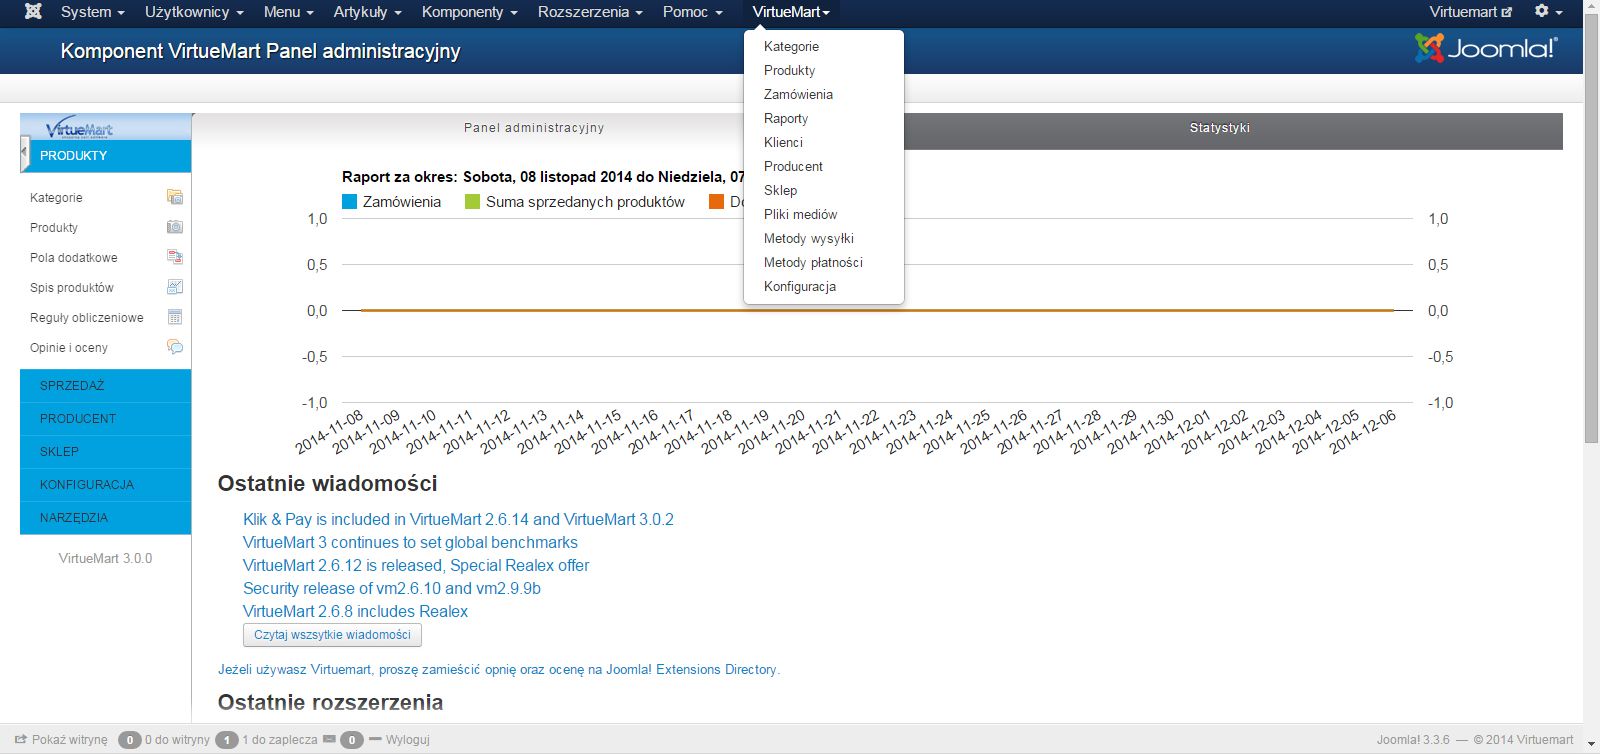 System Użytkownicy Menu Artykuły Komponenty Rozszerzenia Pomoc VirtueMart Virtuemart
Komponent VirtueMart Panel administracyjny
Joomla!®
Kategorie
Produkty
Zamówienia
Raporty
Klienci
Producent
Sklep
Pliki mediów
Metody wysyłki
Metody płatności
Konfiguracja
VirtueMart
PRODUKTY
Kategorie
Produkty
Pola dodatkowe
Spis produktów
Reguły obliczeniowe
Opinie i oceny
SPRZEDAŻ
PRODUCENT
SKLEP
KONFIGURACJA
NARZĘDZIA
VirtueMart 3.0.0
Panel administracyjny Statystyki
Raport za okres: Sobota, 08 listopad 2014 do Niedziela, 07
Zamówienia Suma sprzedanych produktów
1,0 1,0
0,5 0,5
0,0 0,0
-0,5 -0,5
-1,0 -1,0
2014-11-08 2014-11-09 2014-11-10 2014-11-11 2014-11-12 2014-11-13 2014-11-14 2014-11-15 2014-11-16 2014-11-17 2014-11-18 2014-11-19 2014-11-20 2014-11-21 2014-11-22 2014-11-23 2014-11-24 2014-11-25 2014-11-26 2014-11-27 2014-11-28 2014-11-29 2014-11-30 2014-12-01 2014-12-02 2014-12-03 2014-12-04 2014-12-05 2014-12-06
Ostatnie wiadomości
Klik & Pay is included in VirtueMart 2.6.14 and VirtueMart 3.0.2
VirtueMart 3 continues to set global benchmarks
VirtueMart 2.6.12 is released, Special Realex offer
Security release of vm2.6.10 and vm2.9.9b
VirtueMart 2.6.8 includes Realex
Czytaj wszsytkie wiadomości
Jeżeli używasz Virtuemart, proszę zamieścić opnię oraz ocenę na Joomla! Extensions Directory.
Ostatnie rozszerzenia
Pokaż witrynę 0 0 do witryny 1 1 do zaplecza 0 Wyloguj
Joomla! 3.3.6 — © 2014 Virtuemart